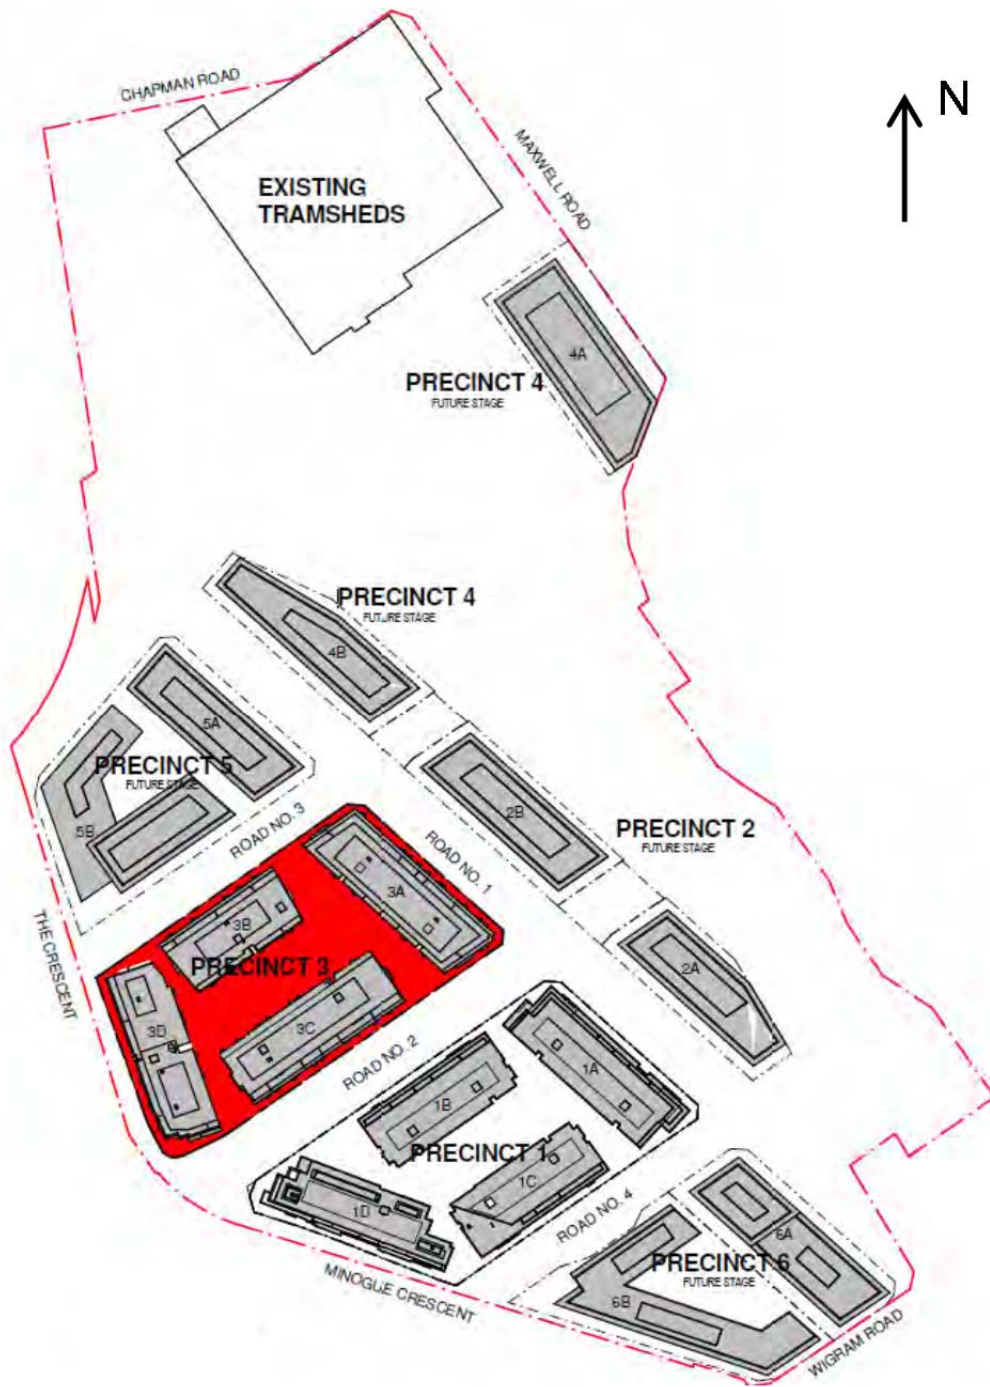 CHAPMAN ROAD
N
MAXWELL ROAD
EXISTING
TRAMSHEDS
4A
PRECINCT 4
FUTURE STAGE
PRECINCT 4
FUTURE STAGE
4B
5A
PRECINCT 5
FUTURE STAGE
5B
2B
PRECINCT 2
FUTURE STAGE
ROAD NO. 3
ROAD NO. 1
3A
3B
PRECINCT 3
2A
THE CRESCENT
3D
3C
ROAD NO. 2
1A
1B
PRECINCT 1
1C
1D
ROAD NO. 4
6A
PRECINCT 6
FUTURE STAGE
6B
MINOGUE CRESCENT
WIGRAM ROAD